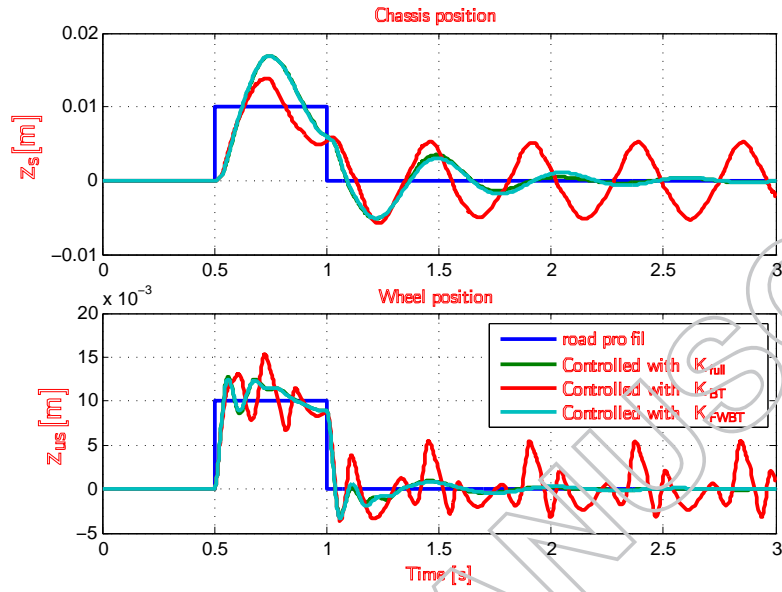 Chassis position
0.02
0.01
0
−0.01
Z_s [m]
0 0.5 1 1.5 2 2.5 3
Wheel position
x 10^−3
20
15
10
5
0
−5
Z_us [m]
road pro fil
Controlled with K_full
Controlled with K_BT
Controlled with K_FWBT
0 0.5 1 1.5 2 2.5 3
Time [s]